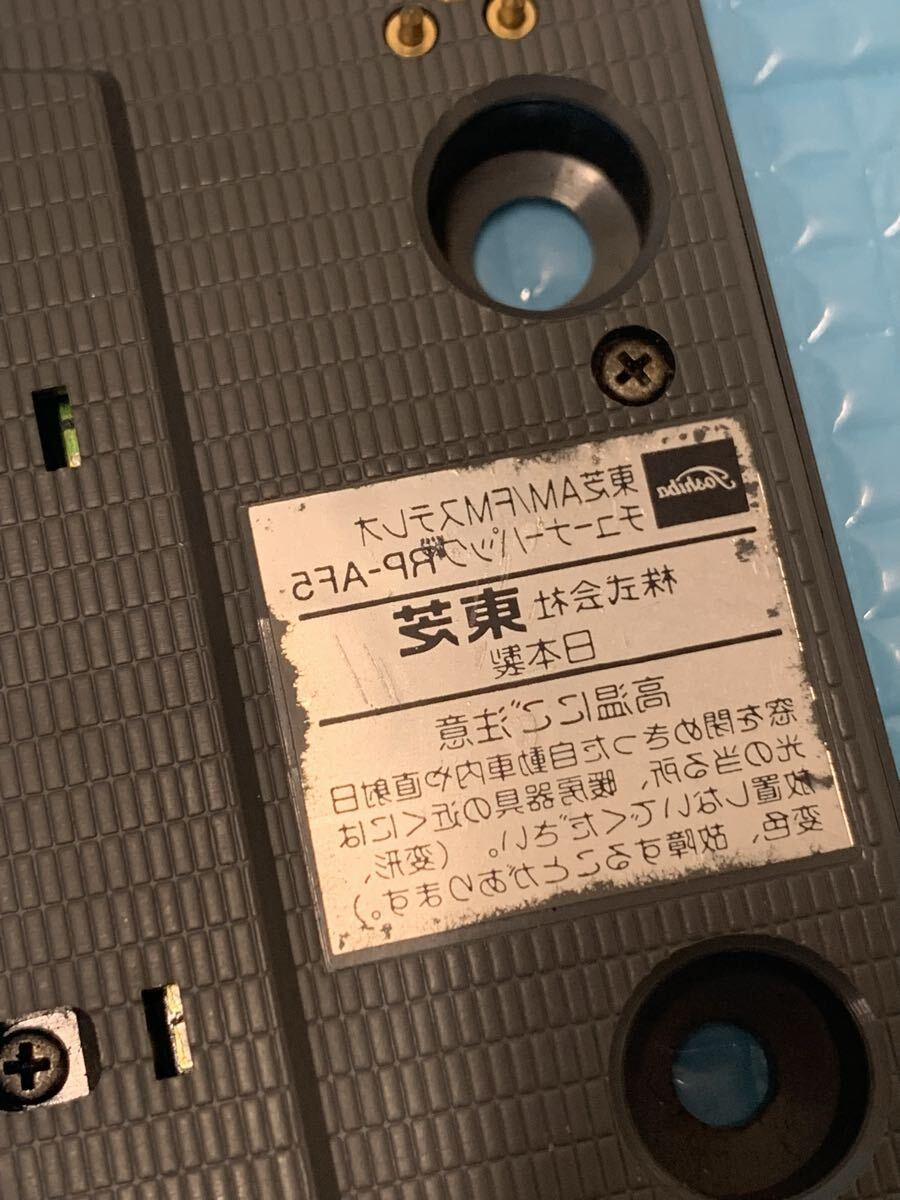 Toshiba
東芝AM/FMステレオ
チューナーパックRP-AF5
株式会社 東芝
日本製
高温にご注意
窓を閉めきった自動車内や直射日
光の当る所、暖房器具の近くには
放置しないでください。（変形、
変色、故障することがあります。）